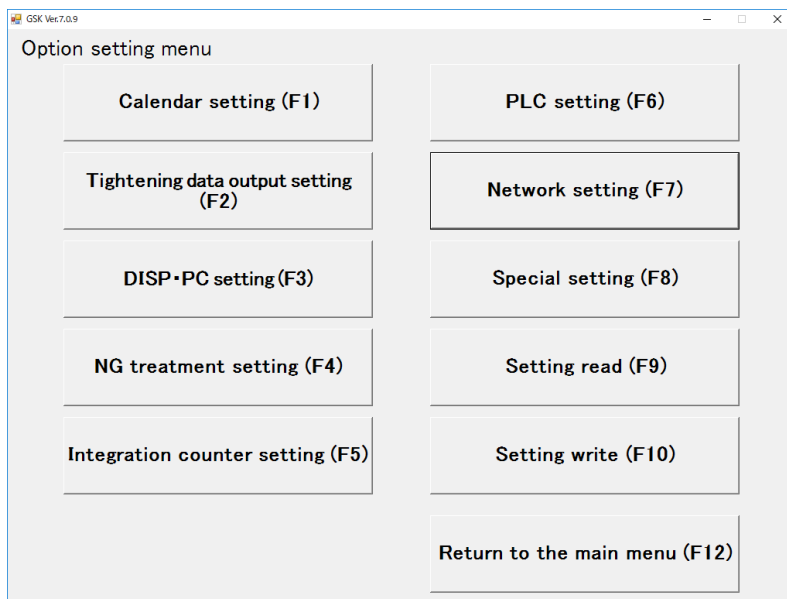 GSK Ver.7.0.9
Option setting menu
Calendar setting (F1)
Tightening data output setting
(F2)
DISP・PC setting (F3)
NG treatment setting (F4)
Integration counter setting (F5)
PLC setting (F6)
Network setting (F7)
Special setting (F8)
Setting read (F9)
Setting write (F10)
Return to the main menu (F12)